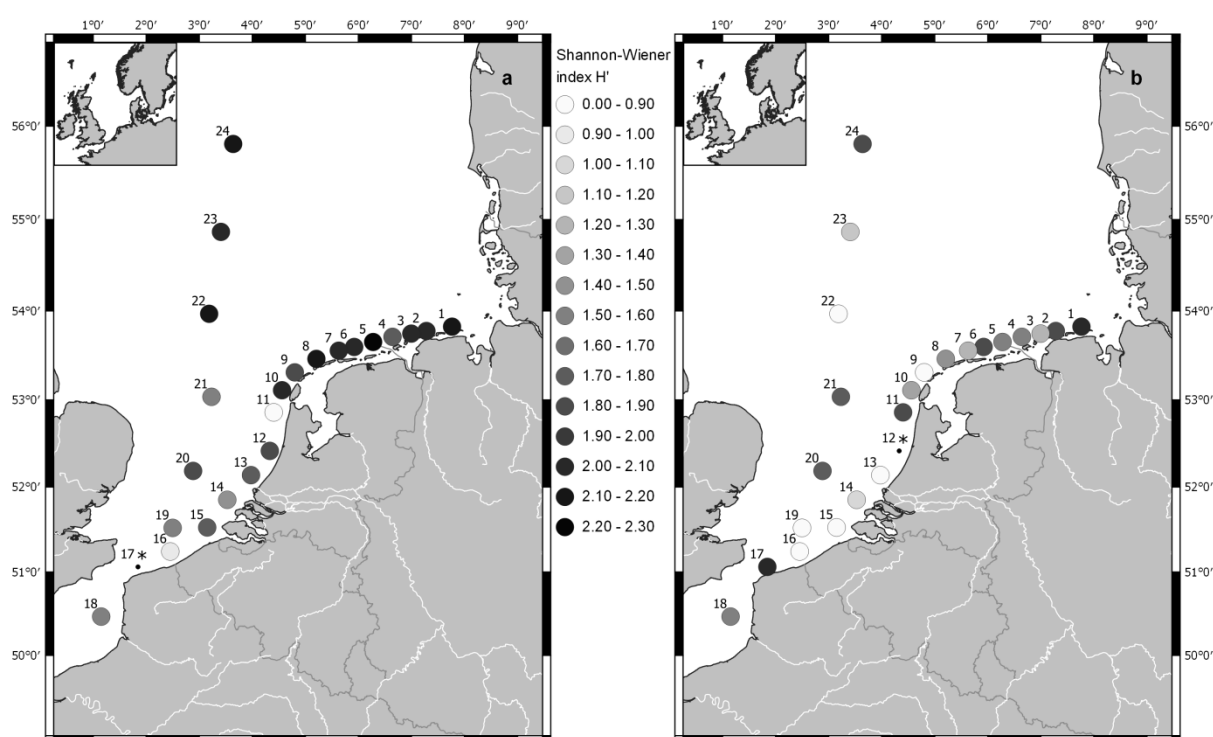 1°0' 2°0' 3°0' 4°0' 5°0' 6°0' 7°0' 8°0' 9°0'
a
56°0'
55°0'
54°0'
53°0'
52°0'
51°0'
50°0'
24
23
22
1
2
3
4
5
6
7
8
9
10
11
21
12
13
20
14
19
15
16
17 *
18
Shannon-Wiener
index H'
0.00 - 0.90
0.90 - 1.00
1.00 - 1.10
1.10 - 1.20
1.20 - 1.30
1.30 - 1.40
1.40 - 1.50
1.50 - 1.60
1.60 - 1.70
1.70 - 1.80
1.80 - 1.90
1.90 - 2.00
2.00 - 2.10
2.10 - 2.20
2.20 - 2.30
1°0' 2°0' 3°0' 4°0' 5°0' 6°0' 7°0' 8°0' 9°0'
b
24
23
22
1
2
3
4
5
6
7
8
9
10
11
21
12 *
13
20
14
19
15
16
17
18
56°0'
55°0'
54°0'
53°0'
52°0'
51°0'
50°0'